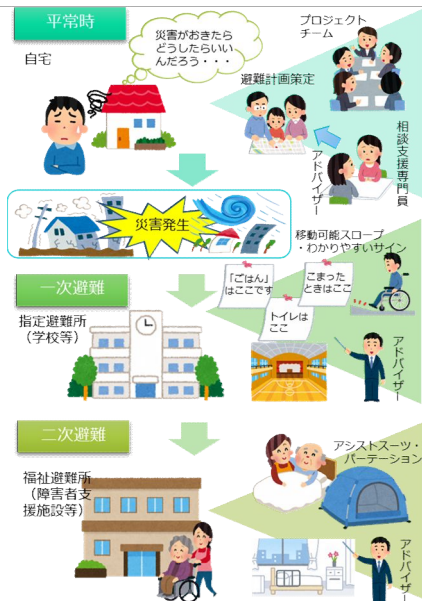 平常時
自宅
災害がおきたら
どうしたらいい
んだろう・・・
プロジェクト
チーム
避難計画策定
アドバイザー
相談支援専門員
災害発生
移動可能スロープ
・わかりやすいサイン
一次避難
指定避難所
（学校等）
「ごはん」
はここです
こまった
ときはここ
トイレは
ここ
アドバイザー
二次避難
福祉避難所
（障害者支
援施設等）
アシストスーツ・
パーテーション
アドバイザー